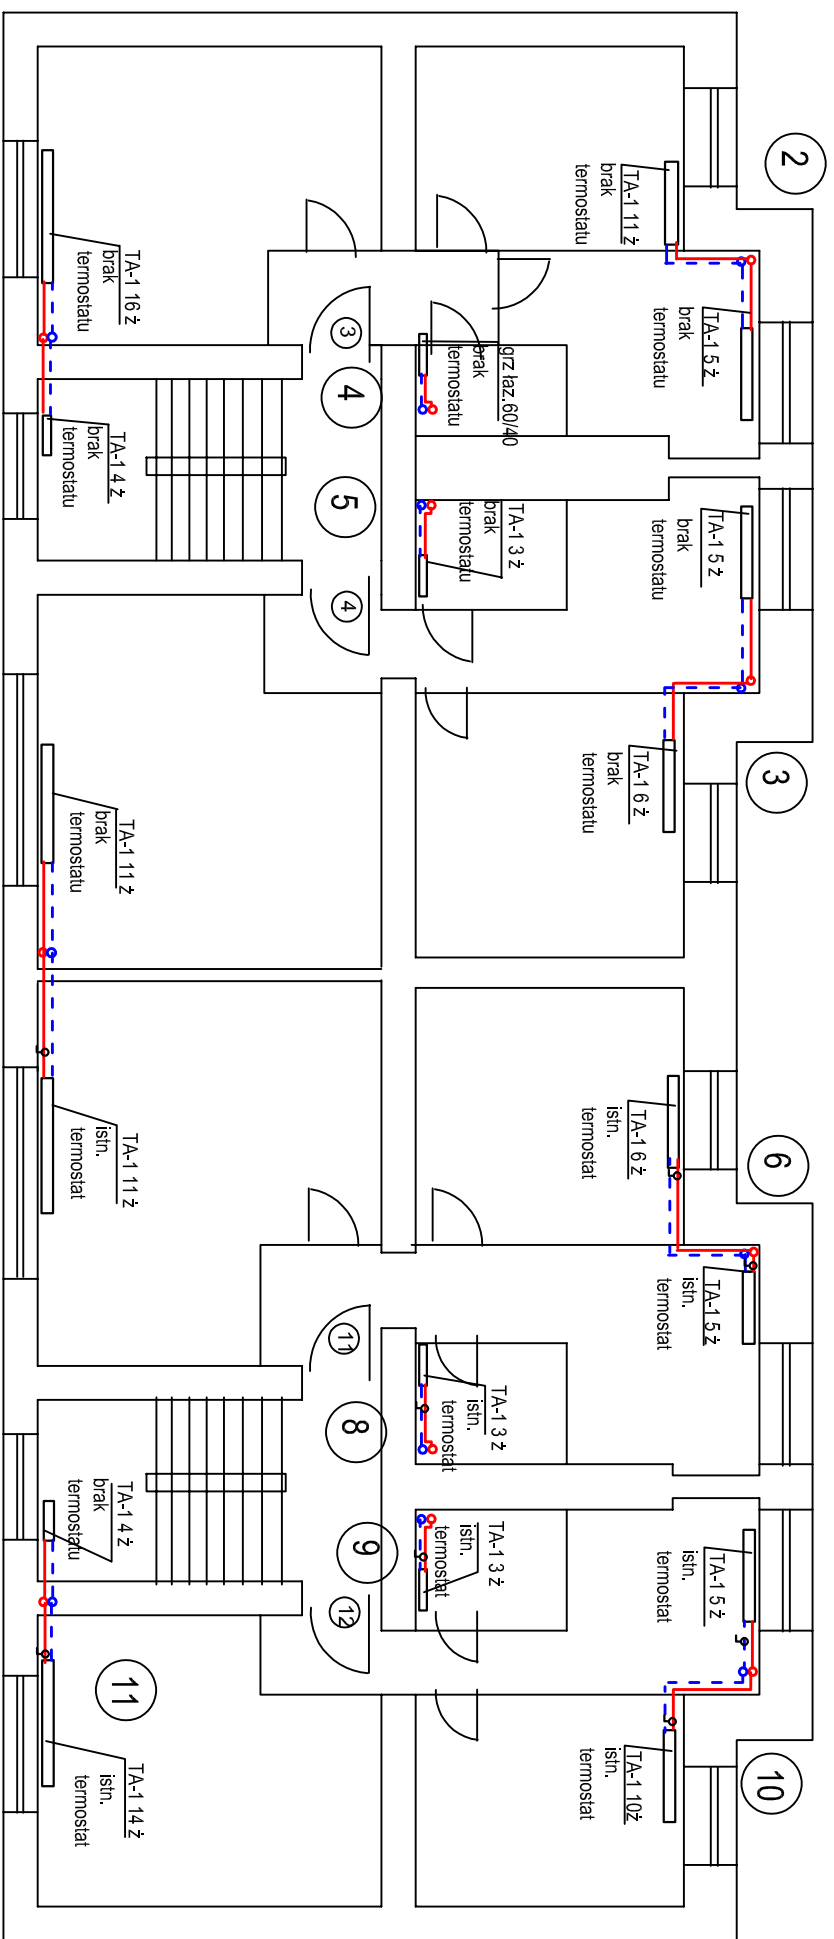 2
TA-1 11 ż
brak
termostatu
TA-1 5 ż
brak
termostatu
TA-1 16 ż
brak
termostatu
3
4
grz łaz.60/40
brak
termostatu
TA-1 4 ż
brak
termostatu
5
TA-1 3 ż
brak
termostatu
TA-1 5 ż
brak
termostatu
4
TA-1 6 ż
brak
termostatu
3
TA-1 11 ż
brak
termostatu
TA-1 11 ż
istn.
termostat
TA-1 6 ż
istn.
termostat
6
TA-1 5 ż
istn.
termostat
11
8
TA-1 3 ż
istn.
termostat
TA-1 4 ż
brak
termostatu
9
TA-1 3 ż
istn.
termostat
TA-1 5 ż
istn.
termostat
12
11
TA-1 14 ż
istn.
termostat
TA-1 10ż
istn.
termostat
10